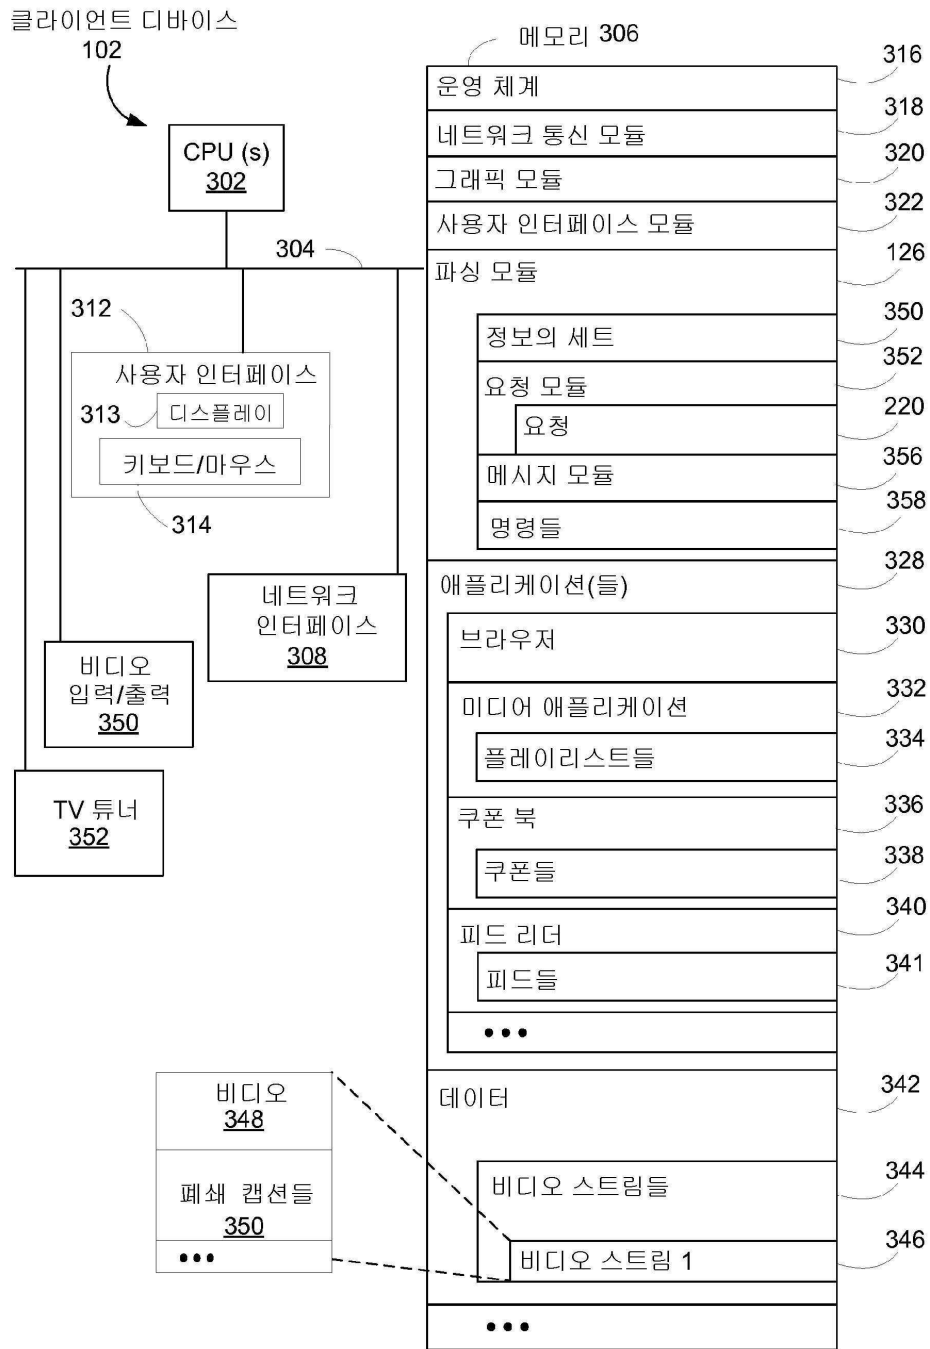 클라이언트 디바이스
102
CPU (s)
302
304
312
사용자 인터페이스
313
디스플레이
키보드/마우스
314
네트워크
인터페이스
308
비디오
입력/출력
350
TV 튜너
352
메모리 306
운영 체계
316
네트워크 통신 모듈
318
그래픽 모듈
320
사용자 인터페이스 모듈
322
파싱 모듈
126
정보의 세트
350
요청 모듈
352
요청
220
메시지 모듈
356
명령들
358
애플리케이션(들)
328
브라우저
330
미디어 애플리케이션
332
플레이리스트들
334
쿠폰 북
336
쿠폰들
338
피드 리더
340
피드들
341
•••
데이터
342
비디오 스트림들
344
비디오 스트림 1
346
•••
비디오
348
폐쇄 캡션들
350
•••